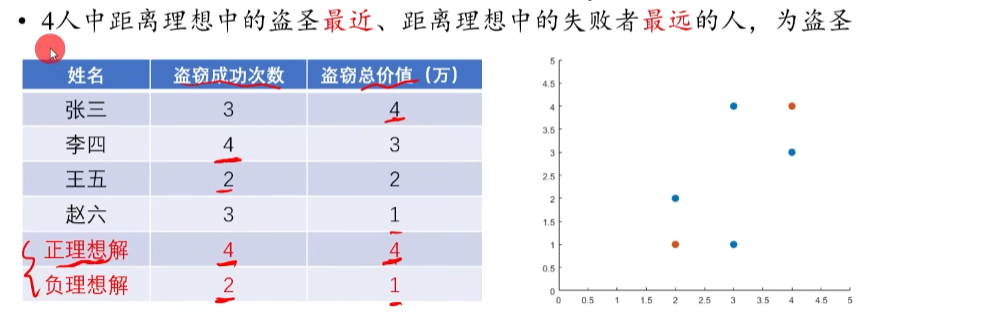 • 4人中距离理想中的盗圣最近、距离理想中的失败者最远的人，为盗圣
姓名 盗窃成功次数 盗窃总价值（万）
张三 3 4
李四 4 3
王五 2 2
赵六 3 1
正理想解 4 4
负理想解 2 1
5
4.5
4
3.5
3
2.5
2
1.5
1
0.5
0
0 0.5 1 1.5 2 2.5 3 3.5 4 4.5 5